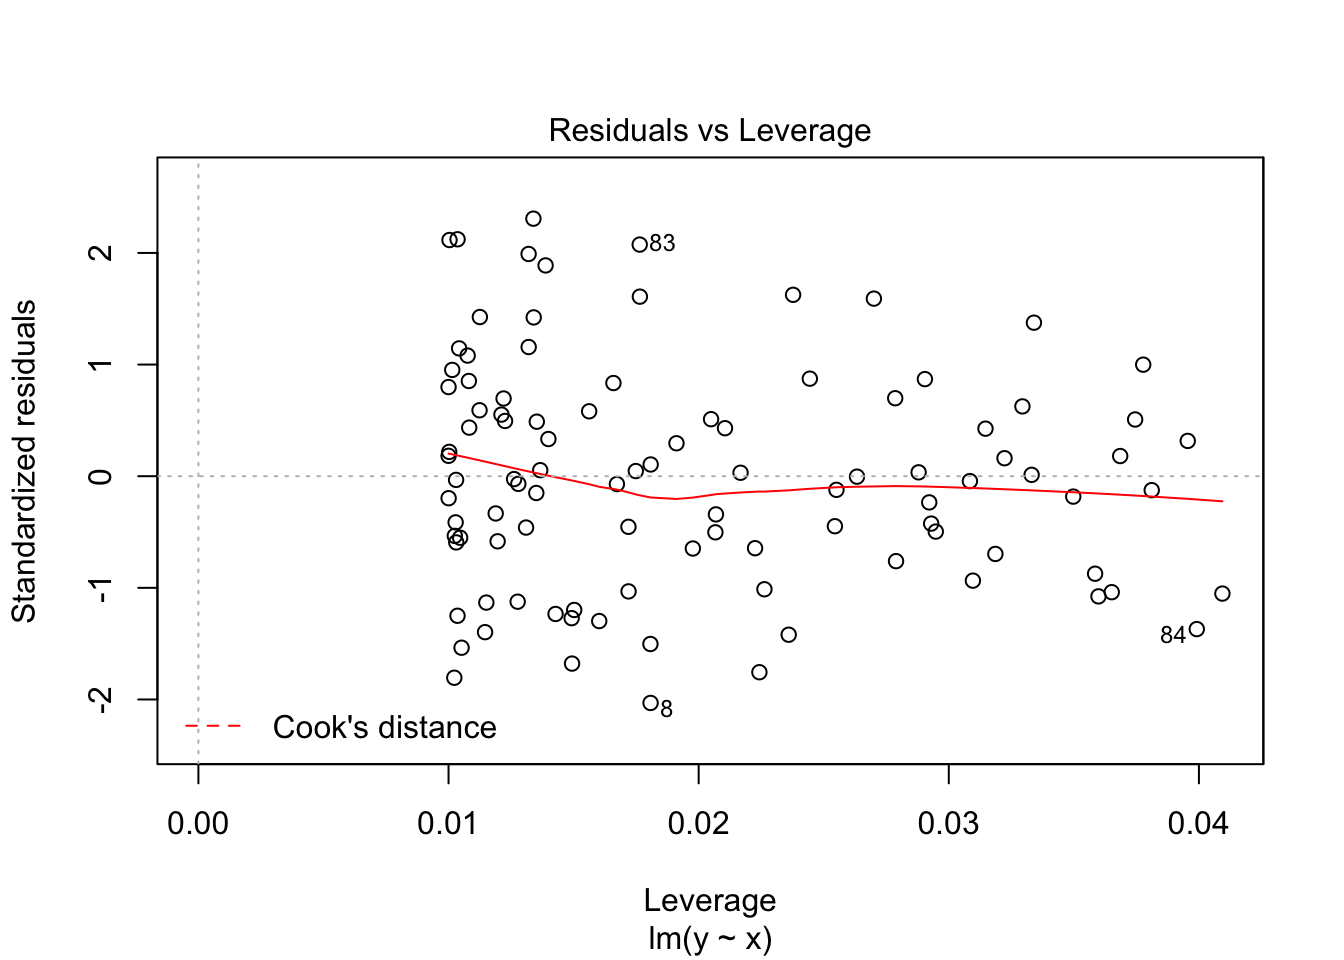 Residuals vs Leverage
Standardized residuals
2
1
0
-1
-2
83
84
8
Cook's distance
0.00 0.01 0.02 0.03 0.04
Leverage
lm(y ~ x)